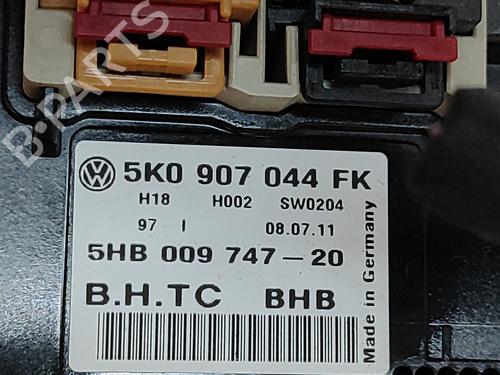 B-PARTS
5K0 907 044 FK
H18 H002 SW0204
97 I 08.07.11
5HB 009 747-20
B.H.TC BHB
Made in Germany